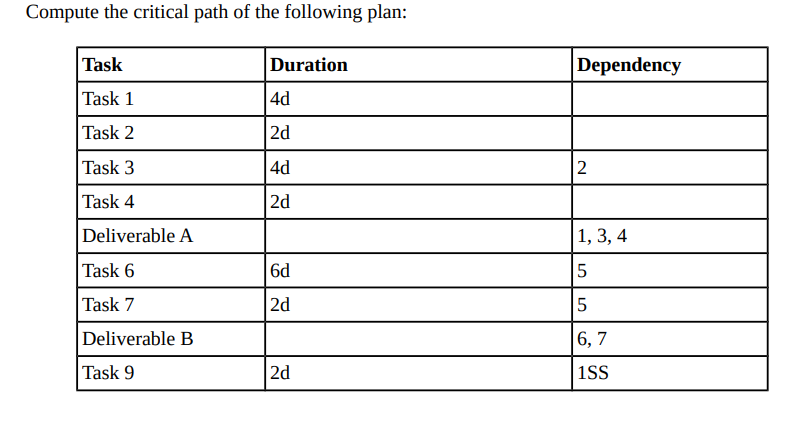 Compute the critical path of the following plan:
Task Duration Dependency
Task 1 4d
Task 2 2d
Task 3 4d 2
Task 4 2d
Deliverable A 1, 3, 4
Task 6 6d 5
Task 7 2d 5
Deliverable B 6, 7
Task 9 2d 1SS